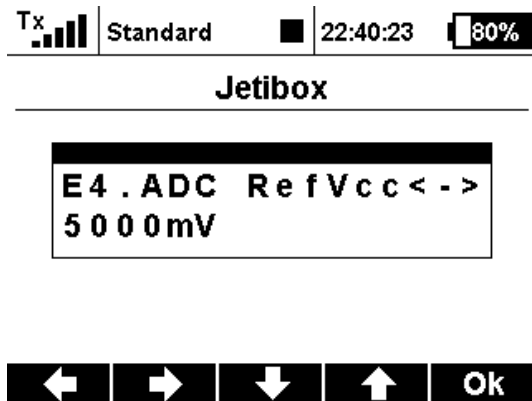 Tx Standard 22:40:23 80%
Jetibox
E4.ADC RefVcc<->
5000mV
Ok